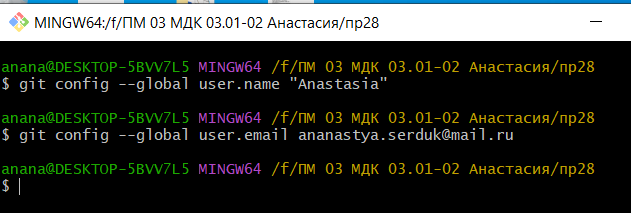 MINGW64:/f/ПМ 03 МДК 03.01-02 Анастасия/пр28
anana@DESKTOP-5BVV7L5 MINGW64 /f/ПМ 03 МДК 03.01-02 Анастасия/пр28
$ git config --global user.name "Anastasia"
anana@DESKTOP-5BVV7L5 MINGW64 /f/ПМ 03 МДК 03.01-02 Анастасия/пр28
$ git config --global user.email ananastya.serduk@mail.ru
anana@DESKTOP-5BVV7L5 MINGW64 /f/ПМ 03 МДК 03.01-02 Анастасия/пр28
$